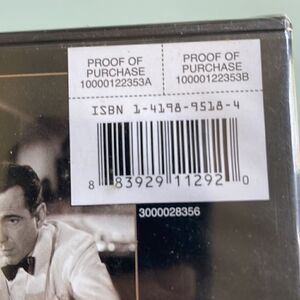 PROOF OF PURCHASE 10000122353A
PROOF OF PURCHASE 10000122353B
ISBN 1-4198-9518-4
8 83929 11292 0
3000028356